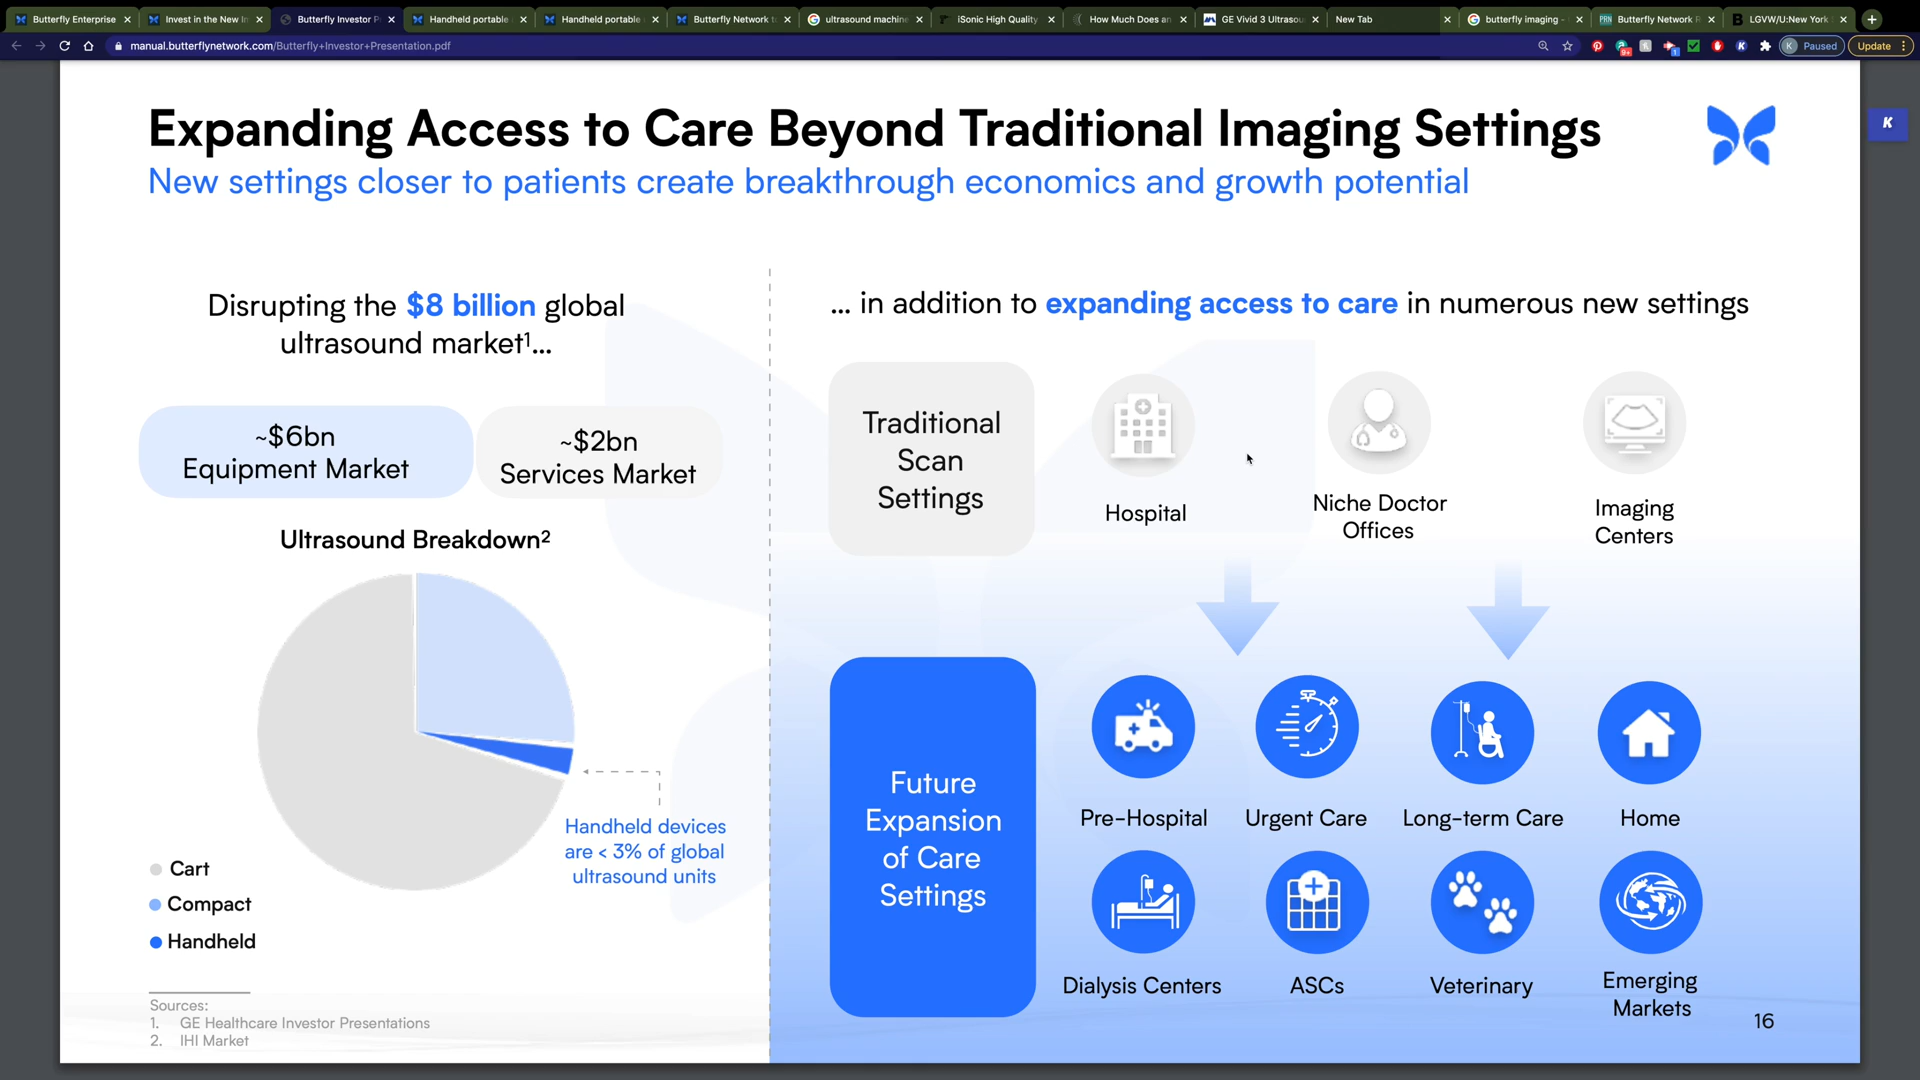 Butterfly Enterprise
Invest in the New In
Butterfly Investor P
Handheld portable
Handheld portable
Butterfly Network to
ultrasound machine
iSonic High Quality
How Much Does an
GE Vivid 3 Ultrasou
New Tab
butterfly imaging -
Butterfly Network R
LGVW/U:New York
manual.butterflynetwork.com/Butterfly+Investor+Presentation.pdf
K Paused
Update
Expanding Access to Care Beyond Traditional Imaging Settings
New settings closer to patients create breakthrough economics and growth potential
K
Disrupting the $8 billion global
ultrasound market¹...
~$6bn
Equipment Market
~$2bn
Services Market
Ultrasound Breakdown²
Handheld devices
are < 3% of global
ultrasound units
Cart
Compact
Handheld
Sources:
1. GE Healthcare Investor Presentations
2. IHI Market
... in addition to expanding access to care in numerous new settings
Traditional
Scan
Settings
Hospital
Niche Doctor
Offices
Imaging
Centers
Future
Expansion
of Care
Settings
Pre-Hospital
Urgent Care
Long-term Care
Home
Dialysis Centers
ASCs
Veterinary
Emerging
Markets
16